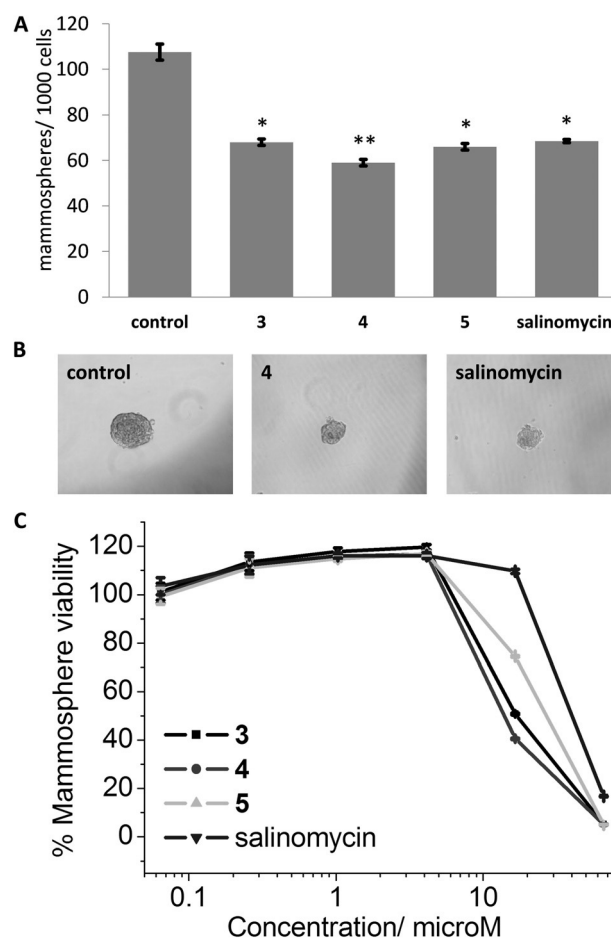 A
mammospheres/ 1000 cells
120
100
80
60
40
20
0
*
**
*
*
control 3 4 5 salinomycin
B
control 4 salinomycin
C
% Mammosphere viability
120
100
80
60
40
20
0
3
4
5
salinomycin
0.1 1 10
Concentration/ microM